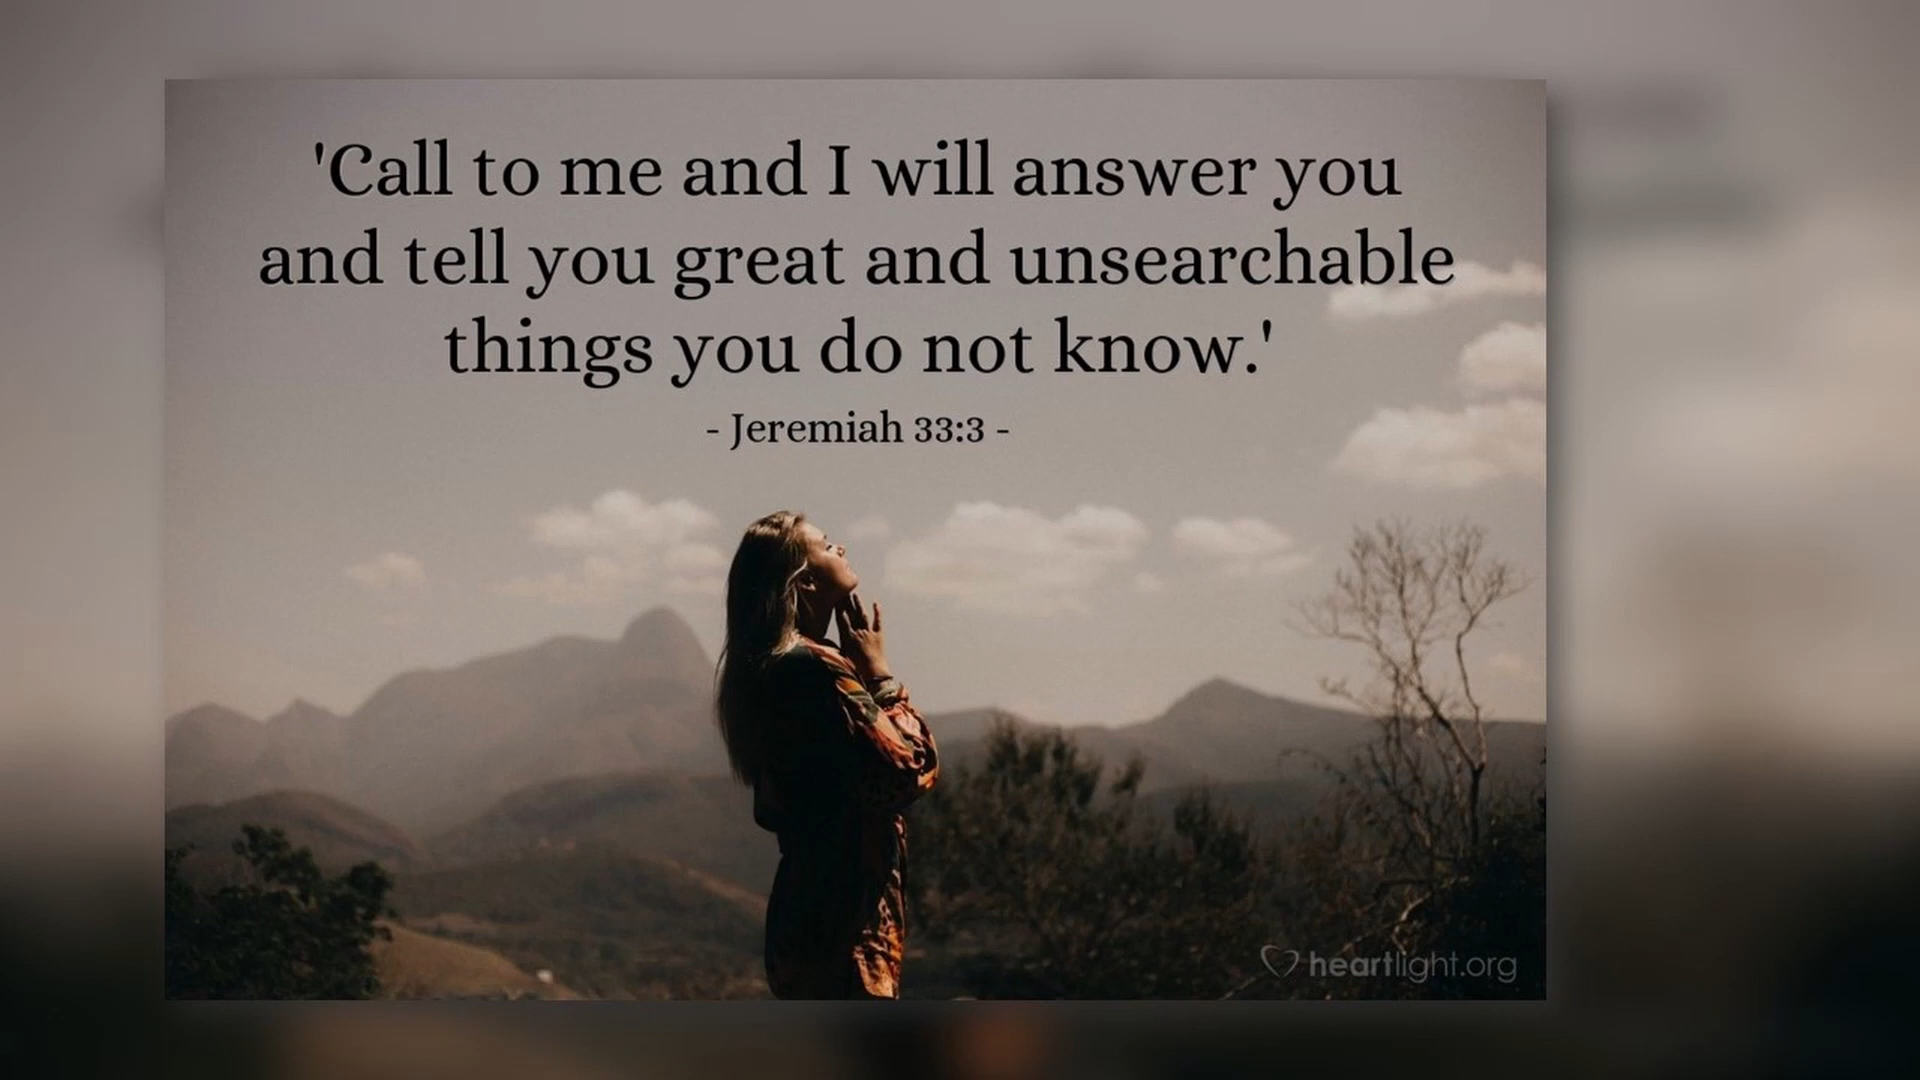 'Call to me and I will answer you
and tell you great and unsearchable
things you do not know.'
- Jeremiah 33:3 -
heartlight.org